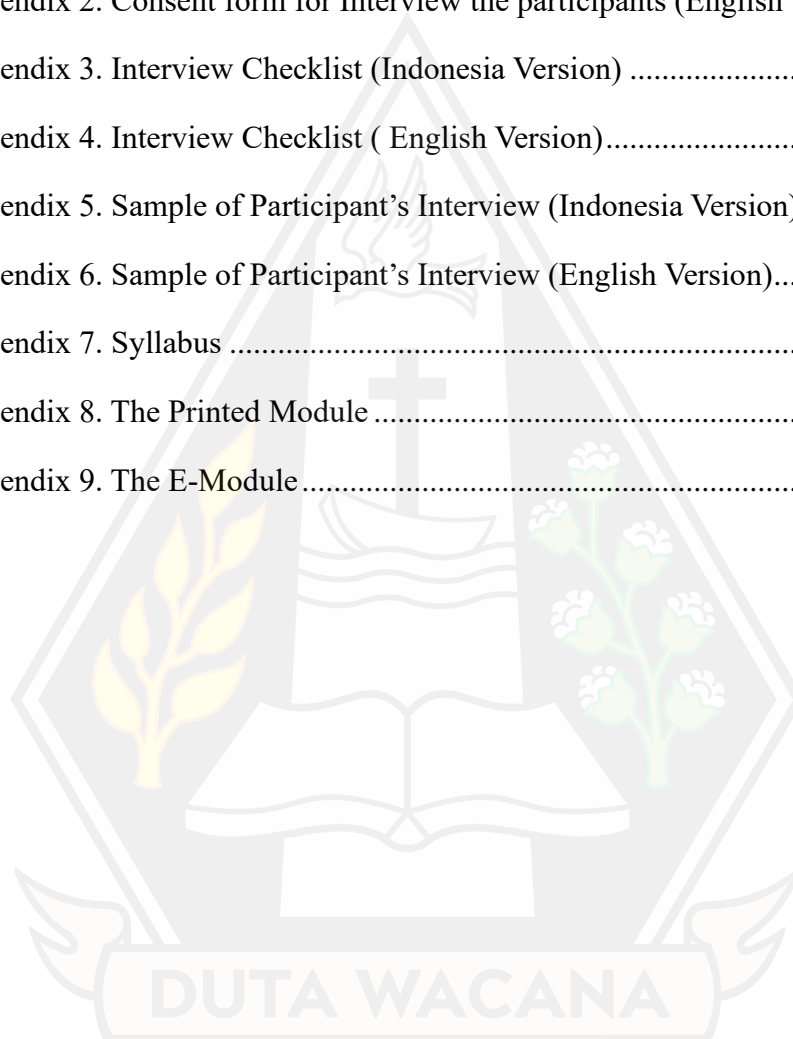 endix 2. Consent form for Interview the participants (English
endix 3. Interview Checklist (Indonesia Version) ....................
endix 4. Interview Checklist ( English Version).......................
endix 5. Sample of Participant’s Interview (Indonesia Version)
endix 6. Sample of Participant’s Interview (English Version)...
endix 7. Syllabus ......................................................................
endix 8. The Printed Module ....................................................
endix 9. The E-Module.............................................................
DUTA WACANA